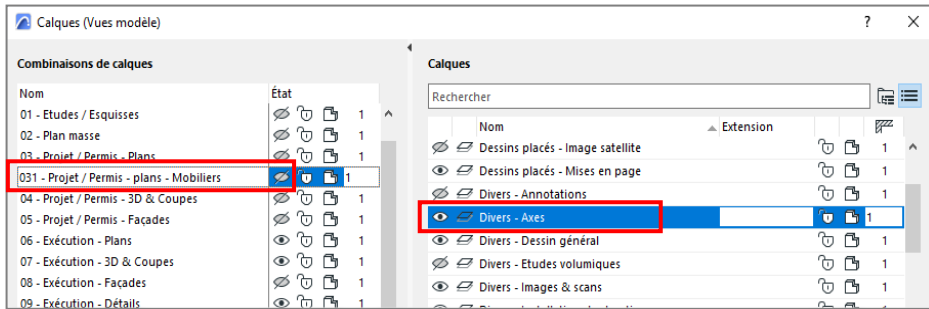 Calques (Vues modèle) ? X
Combinaisons de calques
Nom État
01 - Etudes / Esquisses 1
02 - Plan masse 1
03 - Projet / Permis - Plans 1
031 - Projet / Permis - plans - Mobiliers 1
04 - Projet / Permis - 3D & Coupes 1
05 - Projet / Permis - Façades 1
06 - Exécution - Plans 1
07 - Exécution - 3D & Coupes 1
08 - Exécution - Façades 1
09 - Exécution - Détails 1
Calques
Rechercher
Nom Extension
Dessins placés - Image satellite 1
Dessins placés - Mises en page 1
Divers - Annotations 1
Divers - Axes 1
Divers - Dessin général 1
Divers - Etudes volumiques 1
Divers - Images & scans 1